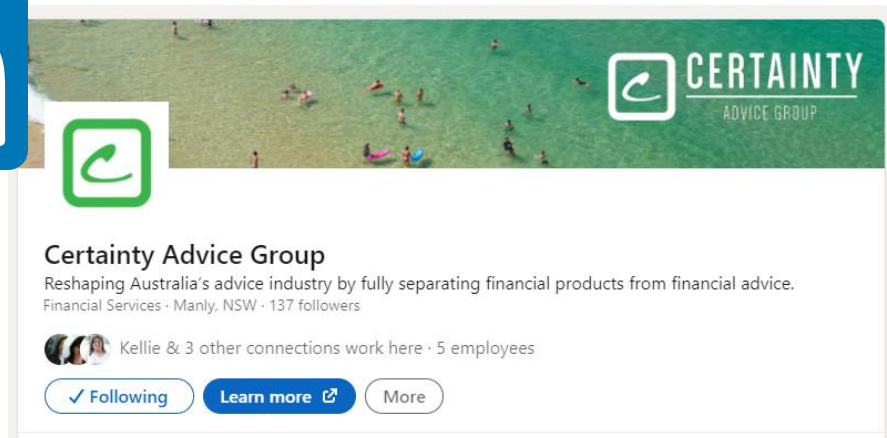 CERTAINTY
ADVICE GROUP
Certainty Advice Group
Reshaping Australia's advice industry by fully separating financial products from financial advice.
Financial Services · Manly, NSW · 137 followers
Kellie & 3 other connections work here · 5 employees
✓ Following
Learn more
More